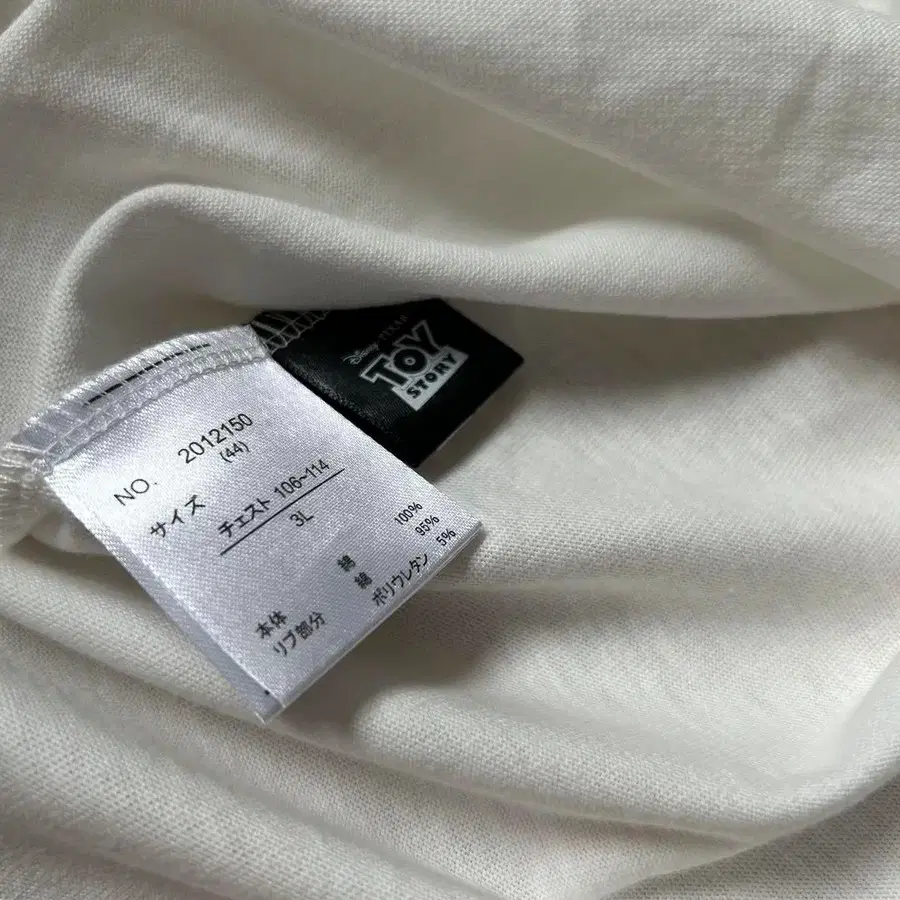 Disney·PIXAR
TOY
STORY
NO. 2012150
(44)
サイズ チェスト 106~114
3L
本体 綿 100%
リブ部分 綿 95%
ポリウレタン 5%